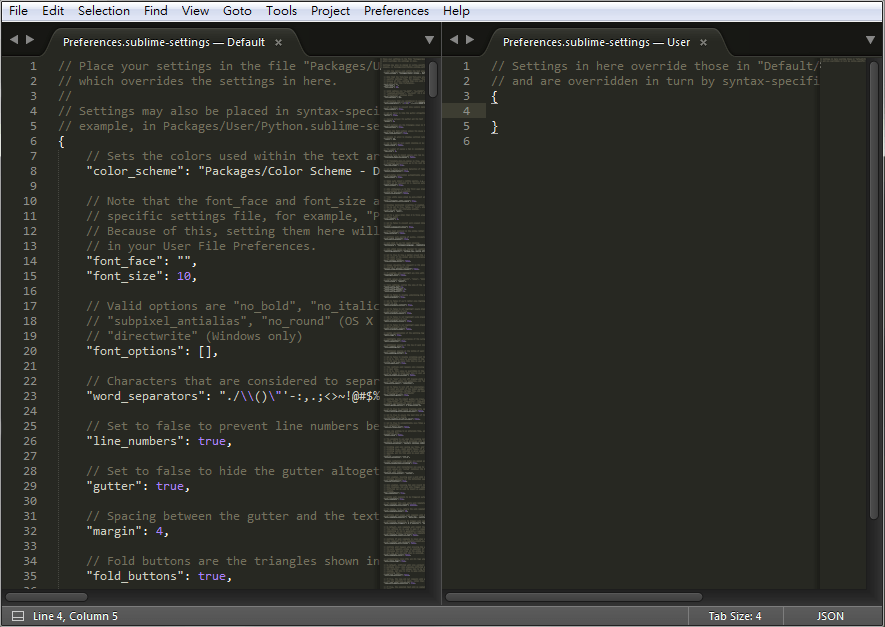 File Edit Selection Find View Goto Tools Project Preferences Help
Preferences.sublime-settings — Default ×
1 // Place your settings in the file "Packages/U
2 // which overrides the settings in here.
3 //
4 // Settings may also be placed in syntax-speci
5 // example, in Packages/User/Python.sublime-se
6 {
7 // Sets the colors used within the text ar
8 "color_scheme": "Packages/Color Scheme - D
9
10 // Note that the font_face and font_size a
11 // specific settings file, for example, "P
12 // Because of this, setting them here will
13 // in your User File Preferences.
14 "font_face": "",
15 "font_size": 10,
16
17 // Valid options are "no_bold", "no_italic
18 // "subpixel_antialias", "no_round" (OS X
19 // "directwrite" (Windows only)
20 "font_options": [],
21
22 // Characters that are considered to separ
23 "word_separators": "./\\()\"'-:,.;<>~!@#$%
24
25 // Set to false to prevent line numbers be
26 "line_numbers": true,
27
28 // Set to false to hide the gutter altoget
29 "gutter": true,
30
31 // Spacing between the gutter and the text
32 "margin": 4,
33
34 // Fold buttons are the triangles shown in
35 "fold_buttons": true,
Preferences.sublime-settings — User ×
1 // Settings in here override those in "Default/
2 // and are overridden in turn by syntax-specifi
3 {
4
5 }
6
Line 4, Column 5
Tab Size: 4
JSON